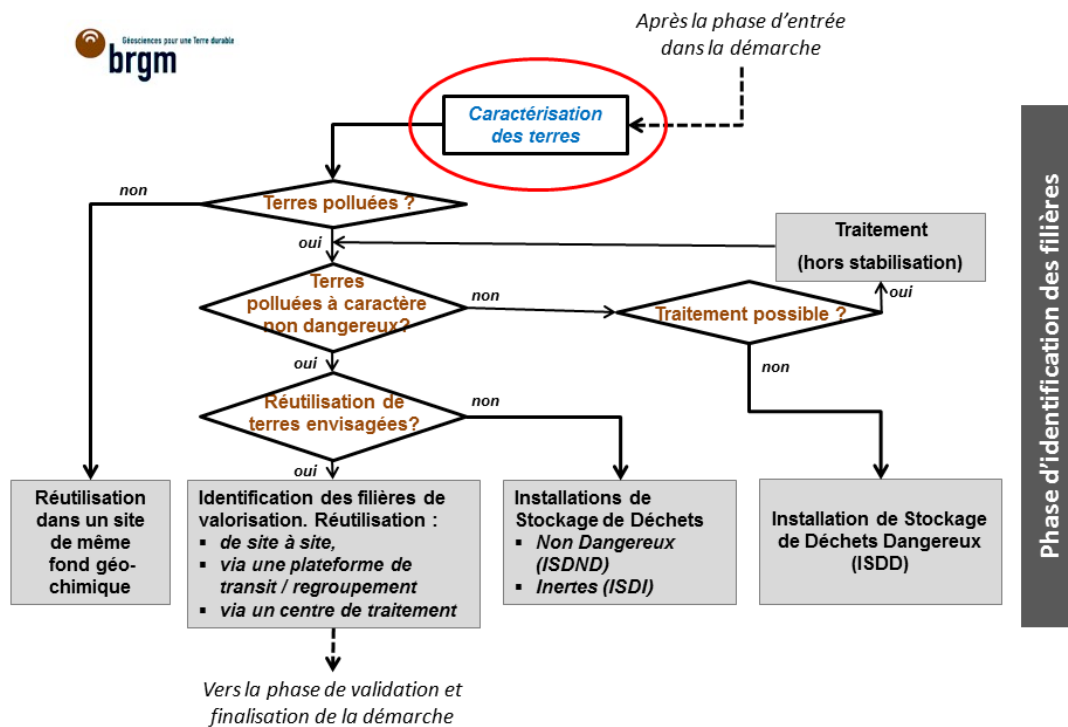 Géosciences pour une Terre durable
brgm
Après la phase d'entrée
dans la démarche
Caractérisation
des terres
non
Terres polluées ?
oui
Traitement
(hors stabilisation)
Terres
polluées à caractère
non dangereux?
non
Traitement possible ?
oui
oui
non
Réutilisation de
terres envisagées?
non
oui
Réutilisation
dans un site
de même
fond géo-
chimique
Identification des filières de
valorisation. Réutilisation :
▪ de site à site,
▪ via une plateforme de
transit / regroupement
▪ via un centre de traitement
Installations de
Stockage de Déchets
▪ Non Dangereux
(ISDND)
▪ Inertes (ISDI)
Installation de Stockage
de Déchets Dangereux
(ISDD)
Vers la phase de validation et
finalisation de la démarche
Phase d'identification des filières